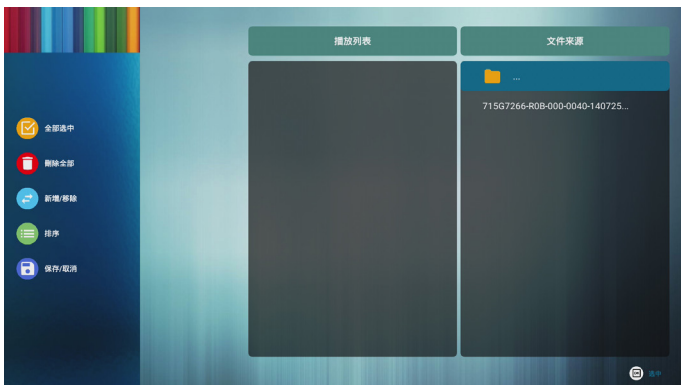 播放列表
文件来源
...
715G7266-R0B-000-0040-140725...
全部选中
删除全部
新增/移除
排序
保存/取消
OK 选中